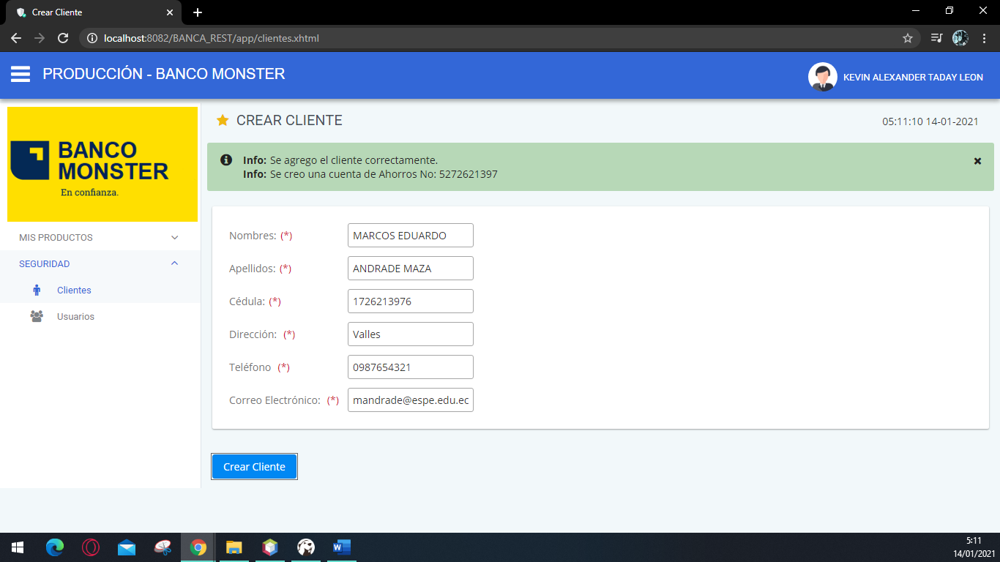 Crear Cliente
localhost:8082/BANCA_REST/app/clientes.xhtml
PRODUCCIÓN - BANCO MONSTER
KEVIN ALEXANDER TADAY LEON
BANCO
MONSTER
En confianza.
MIS PRODUCTOS
SEGURIDAD
Clientes
Usuarios
CREAR CLIENTE
05:11:10 14-01-2021
Info: Se agrego el cliente correctamente.
Info: Se creo una cuenta de Ahorros No: 5272621397
Nombres: (*) MARCOS EDUARDO
Apellidos: (*) ANDRADE MAZA
Cédula: (*) 1726213976
Dirección: (*) Valles
Teléfono (*) 0987654321
Correo Electrónico: (*) mandrade@espe.edu.ec
Crear Cliente
5:11
14/01/2021